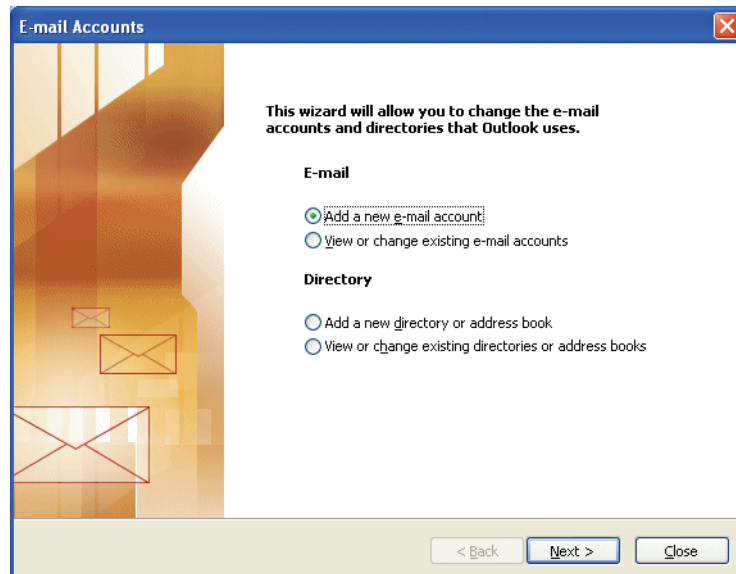 E-mail Accounts
This wizard will allow you to change the e-mail
accounts and directories that Outlook uses.
E-mail
Add a new e-mail account
View or change existing e-mail accounts
Directory
Add a new directory or address book
View or change existing directories or address books
< Back Next > Close